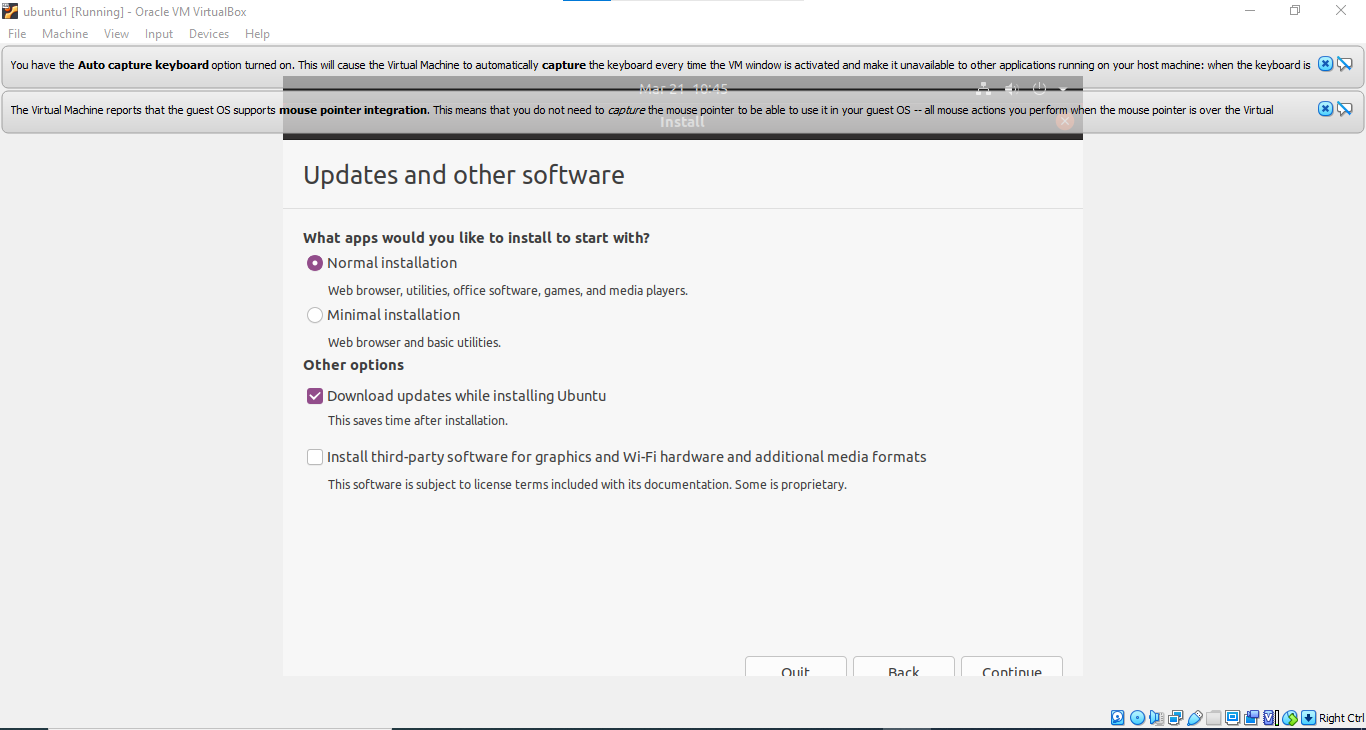 ubuntu1 [Running] - Oracle VM VirtualBox
File Machine View Input Devices Help
You have the Auto capture keyboard option turned on. This will cause the Virtual Machine to automatically capture the keyboard every time the VM window is activated and make it unavailable to other applications running on your host machine: when the keyboard is
Mar 21 10:45
The Virtual Machine reports that the guest OS supports mouse pointer integration. This means that you do not need to capture the mouse pointer to be able to use it in your guest OS -- all mouse actions you perform when the mouse pointer is over the Virtual
Install
Updates and other software
What apps would you like to install to start with?
Normal installation
Web browser, utilities, office software, games, and media players.
Minimal installation
Web browser and basic utilities.
Other options
Download updates while installing Ubuntu
This saves time after installation.
Install third-party software for graphics and Wi-Fi hardware and additional media formats
This software is subject to license terms included with its documentation. Some is proprietary.
Quit Back Continue
Right Ctrl